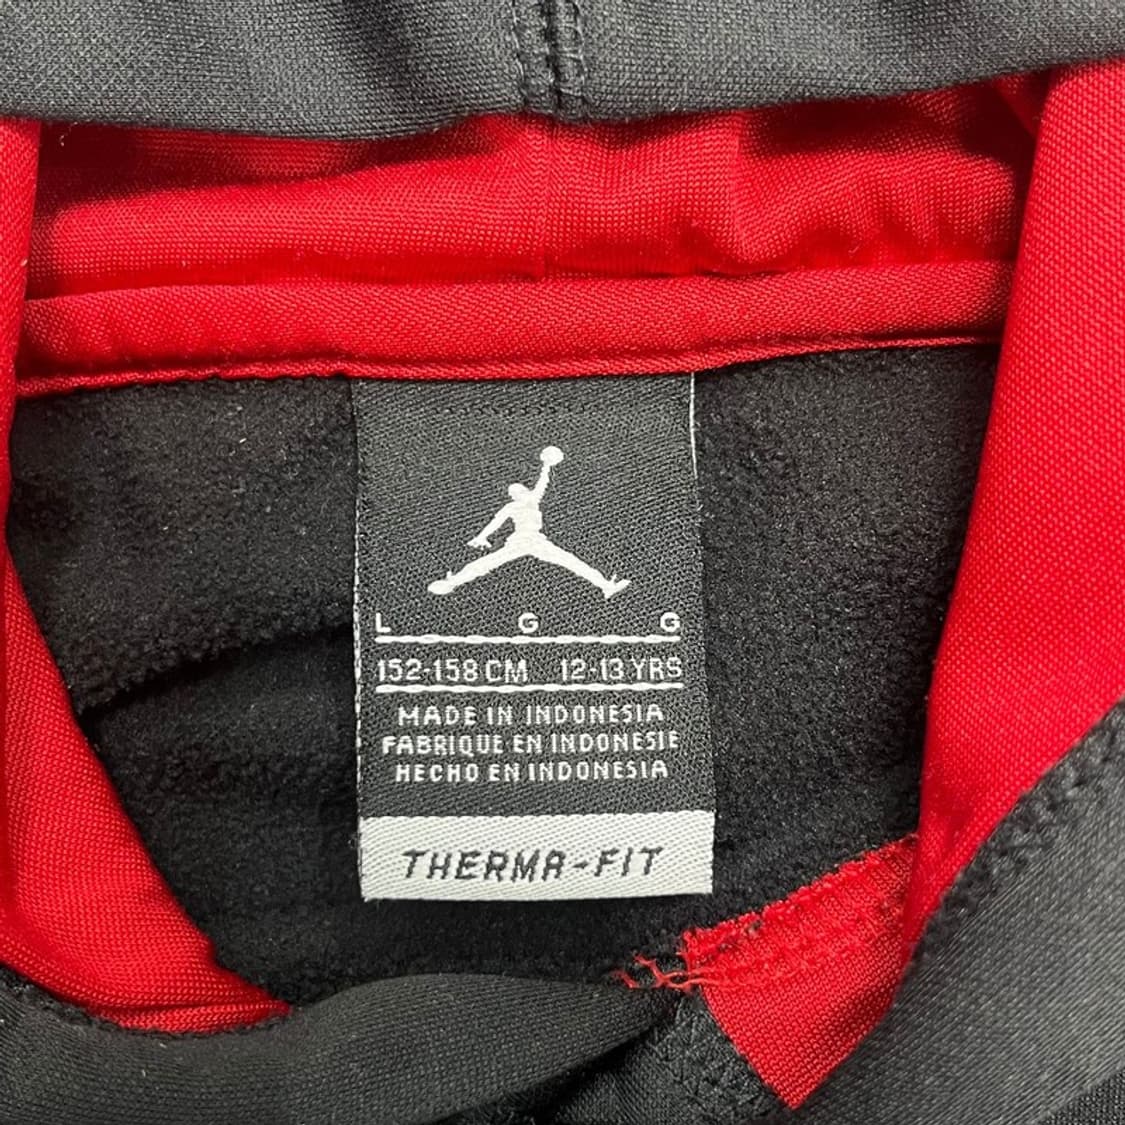 L G G
152-158 CM 12-13 YRS
MADE IN INDONESIA
FABRIQUE EN INDONESIE
HECHO EN INDONESIA
THERMA-FIT